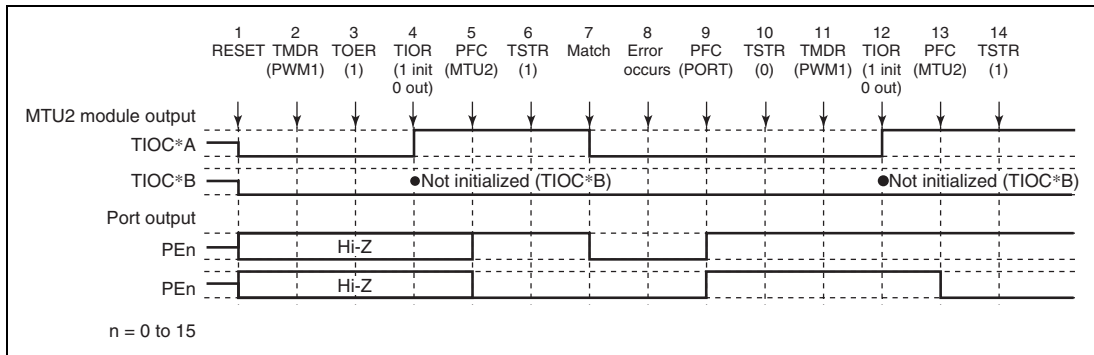 1 2 3 4 5 6 7 8 9 10 11 12 13 14
RESET TMDR TOER TIOR PFC TSTR Match Error PFC TSTR TMDR TIOR PFC TSTR
(PWM1) (1) (1 init (MTU2) (1) occurs (PORT) (0) (PWM1) (1 init (MTU2) (1)
0 out) 0 out)
MTU2 module output
TIOC*A
TIOC*B
●Not initialized (TIOC*B) ●Not initialized (TIOC*B)
Port output
PEn Hi-Z
PEn Hi-Z
n = 0 to 15